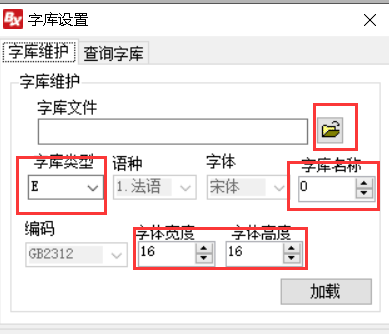 BX 字库设置
字库维护 查询字库
字库维护
字库文件
字库类型 语种 字体 字库名称
E 1.法语 宋体 0
编码 字体宽度 字体高度
GB2312 16 16
加载